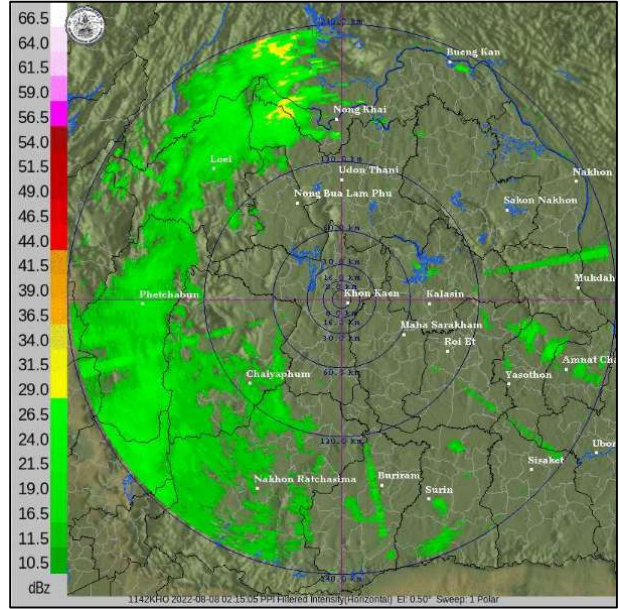 66.5
64.0
61.5
59.0
56.5
54.0
51.5
49.0
46.5
44.0
41.5
39.0
36.5
34.0
31.5
29.0
26.5
24.0
21.5
19.0
16.5
15.5
13.0
10.5
dBz
Bueng Kan
Nong Khai
Loei
Udon Thani
Nakhon
Nong Bua Lam Phu
Sakon Nakhon
Mukdah
Phetchabun
Khon Kaen
Kalasin
Maha Sarakham
Roi Et
Chaiyaphum
Yasothon
Amnat Cha
Ubon
Sisaket
Nakhon Ratchasima
Buriram
Surin
1142KHO 2022-08-08 02:15:05 PPI Filtered Intensity(Horizontal) El: 0.50° Sweep: 1 Polar